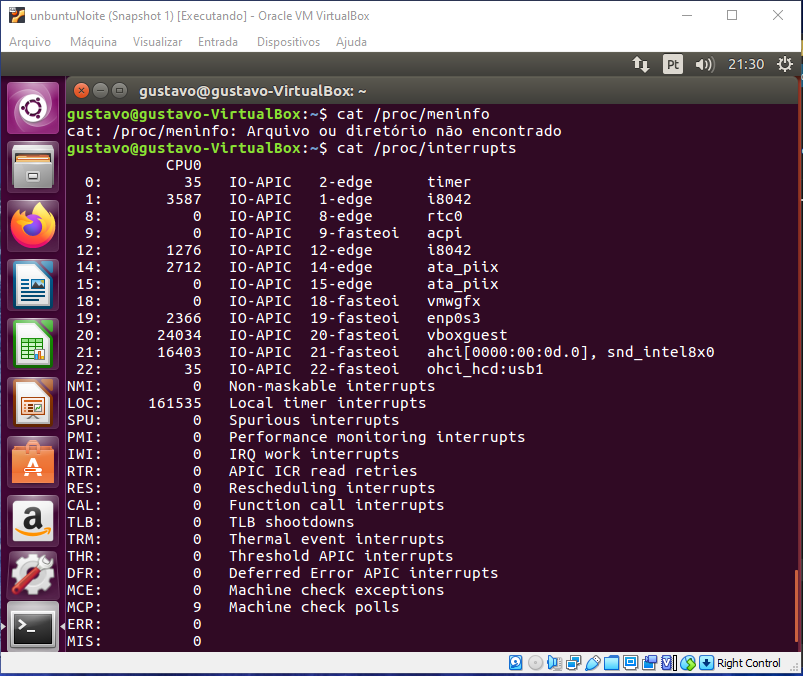 unbuntuNoite (Snapshot 1) [Executando] - Oracle VM VirtualBox
Arquivo Máquina Visualizar Entrada Dispositivos Ajuda
Pt 21:30
gustavo@gustavo-VirtualBox: ~
gustavo@gustavo-VirtualBox:~$ cat /proc/meninfo
cat: /proc/meninfo: Arquivo ou diretório não encontrado
gustavo@gustavo-VirtualBox:~$ cat /proc/interrupts
CPU0
0: 35 IO-APIC 2-edge timer
1: 3587 IO-APIC 1-edge i8042
8: 0 IO-APIC 8-edge rtc0
9: 0 IO-APIC 9-fasteoi acpi
12: 1276 IO-APIC 12-edge i8042
14: 2712 IO-APIC 14-edge ata_piix
15: 0 IO-APIC 15-edge ata_piix
18: 0 IO-APIC 18-fasteoi vmwgfx
19: 2366 IO-APIC 19-fasteoi enp0s3
20: 24034 IO-APIC 20-fasteoi vboxguest
21: 16403 IO-APIC 21-fasteoi ahci[0000:00:0d.0], snd_intel8x0
22: 35 IO-APIC 22-fasteoi ohci_hcd:usb1
NMI: 0 Non-maskable interrupts
LOC: 161535 Local timer interrupts
SPU: 0 Spurious interrupts
PMI: 0 Performance monitoring interrupts
IWI: 0 IRQ work interrupts
RTR: 0 APIC ICR read retries
RES: 0 Rescheduling interrupts
CAL: 0 Function call interrupts
TLB: 0 TLB shootdowns
TRM: 0 Thermal event interrupts
THR: 0 Threshold APIC interrupts
DFR: 0 Deferred Error APIC interrupts
MCE: 0 Machine check exceptions
MCP: 9 Machine check polls
ERR: 0
MIS: 0
Right Control